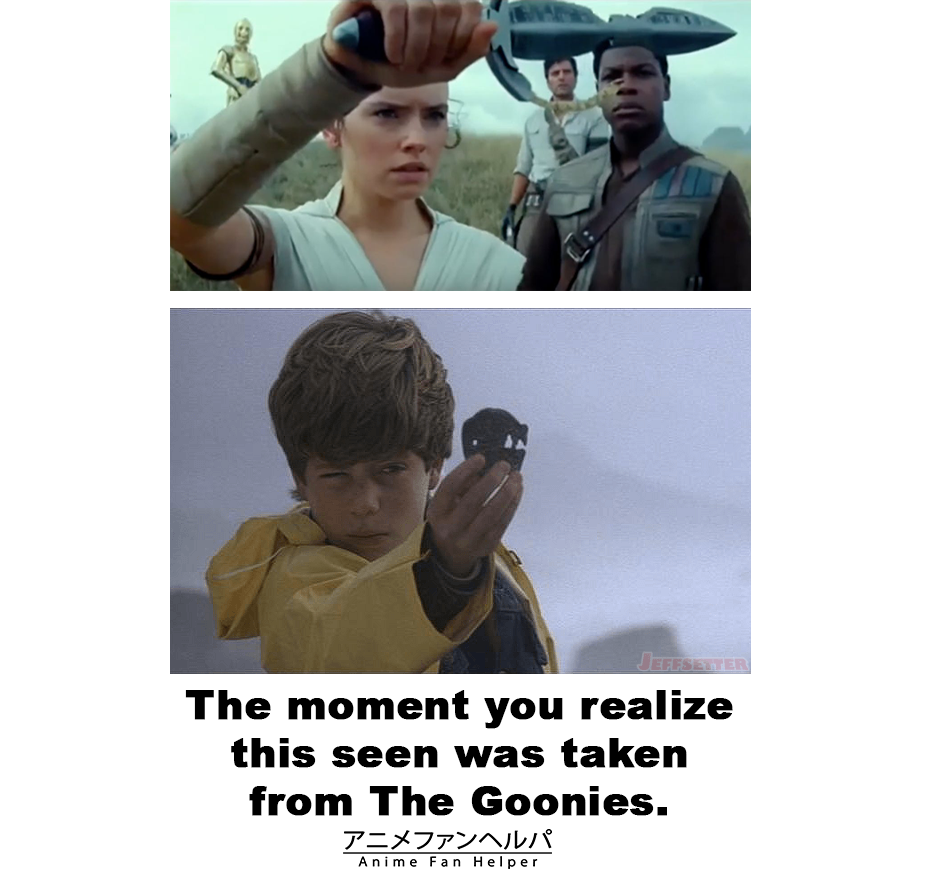 JEFFSETTER
The moment you realize
this seen was taken
from The Goonies.
アニメファンヘルパ
Anime Fan Helper